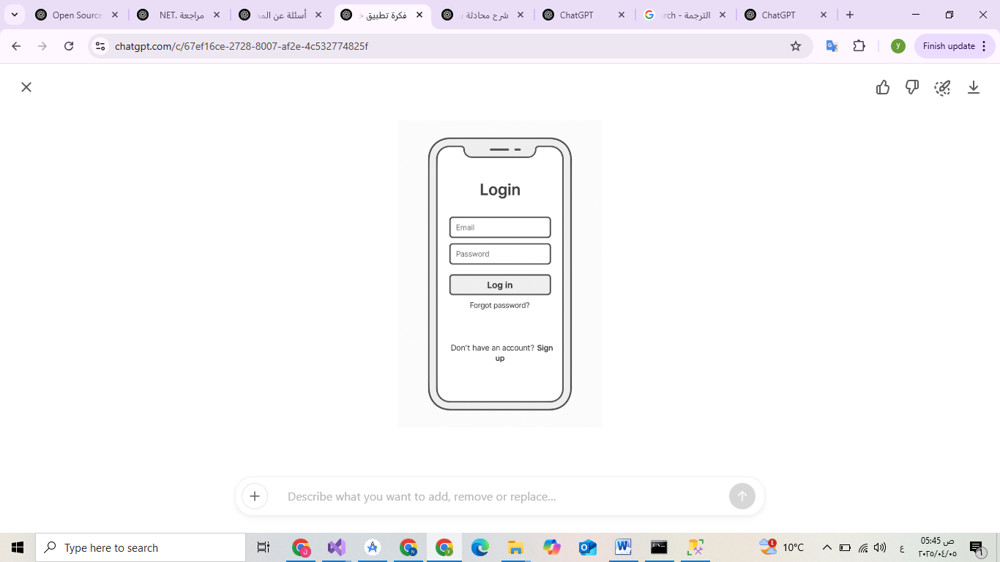 Open Source
مراجعة .NET
أسئلة عن
فكرة تطبيق
شرح محادثة
ChatGPT
الترجمة -
ChatGPT
chatgpt.com/c/67ef16ce-2728-8007-af2e-4c532774825f
y
Finish update
Login
Email
Password
Log in
Forgot password?
Don't have an account? Sign
up
Describe what you want to add, remove or replace...
Type here to search
10°C
ع
05:45 ص
٢٠٢٥/٠٤/٠٥
1